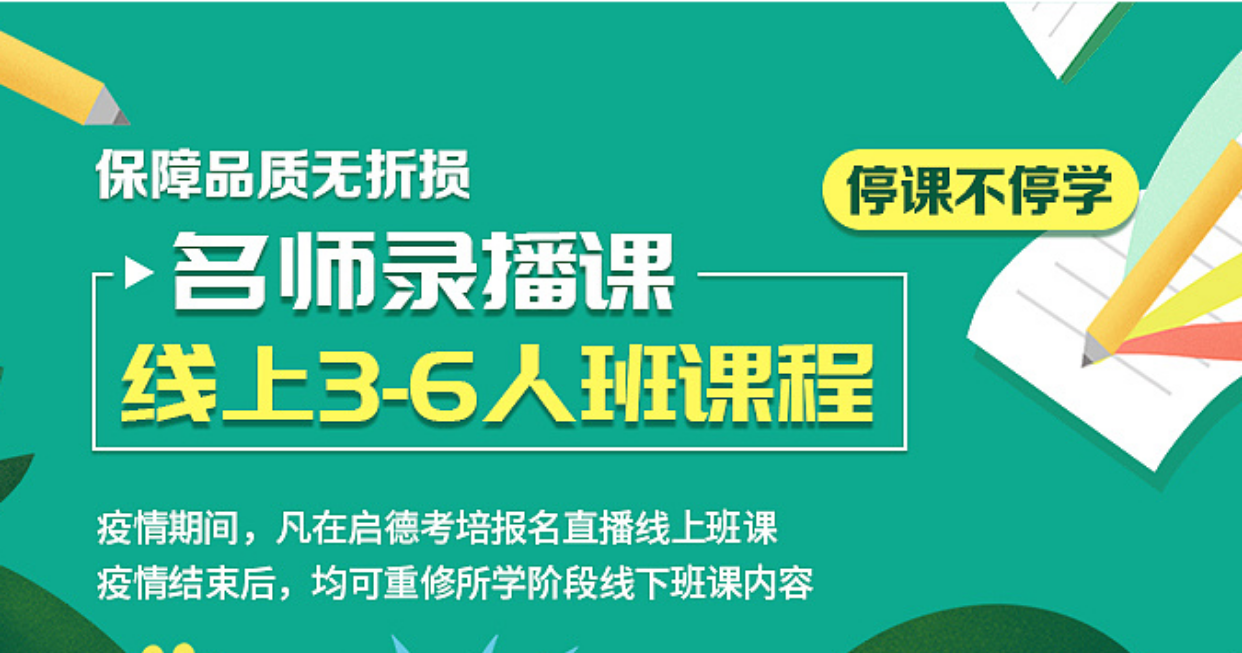 保障品质无折损
停课不停学
名师录播课
线上3-6人班课程
疫情期间，凡在启德考培报名直播线上班课
疫情结束后，均可重修所学阶段线下班课内容